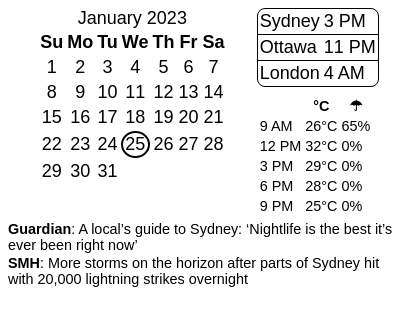 January 2023
Su Mo Tu We Th Fr Sa
1 2 3 4 5 6 7
8 9 10 11 12 13 14
15 16 17 18 19 20 21
22 23 24 25 26 27 28
29 30 31
Sydney 3 PM
Ottawa 11 PM
London 4 AM
°C ☂
9 AM 26°C 65%
12 PM 32°C 0%
3 PM 29°C 0%
6 PM 28°C 0%
9 PM 25°C 0%
Guardian: A local’s guide to Sydney: ‘Nightlife is the best it’s
ever been right now’
SMH: More storms on the horizon after parts of Sydney hit
with 20,000 lightning strikes overnight